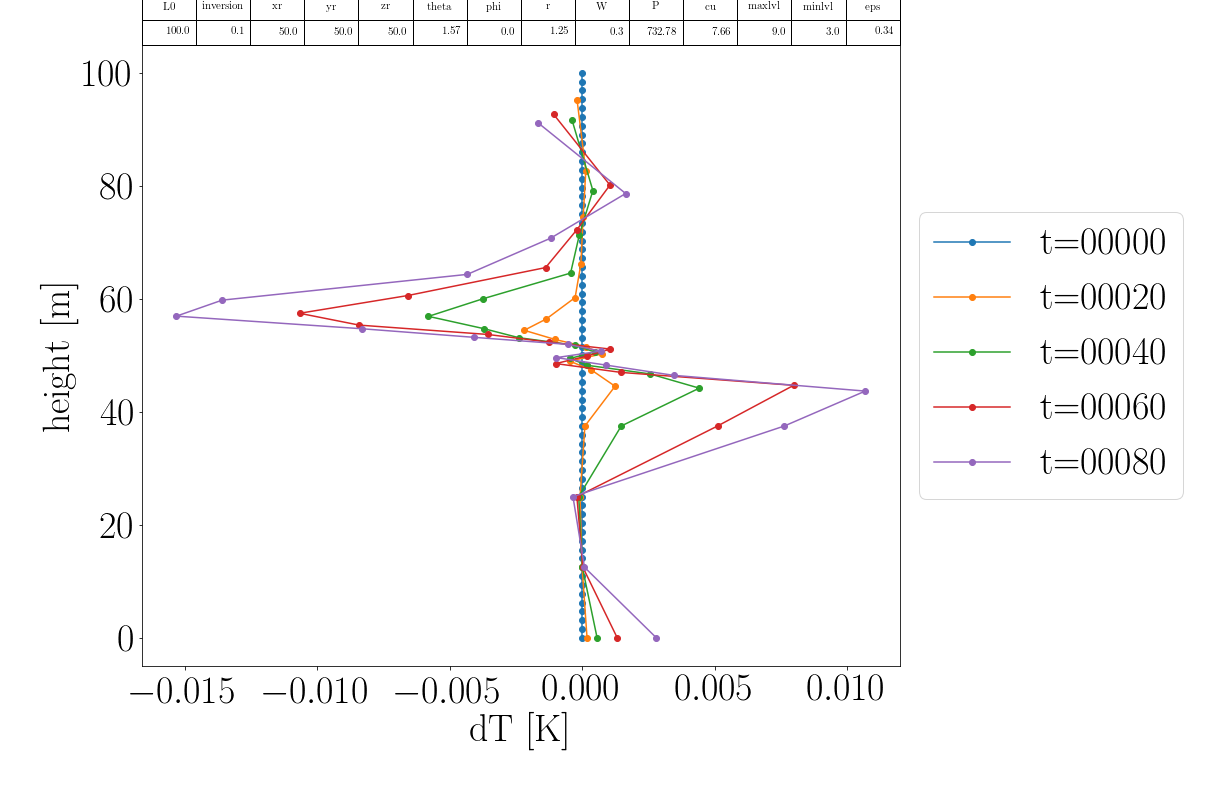 L0 inversion xr yr zr theta phi r W P cu maxlvl minlvl eps
100.0 0.1 50.0 50.0 50.0 1.57 0.0 1.25 0.3 732.78 7.66 9.0 3.0 0.34
100
80
60
40
20
0
height [m]
−0.015 −0.010 −0.005 0.000 0.005 0.010
dT [K]
t=00000
t=00020
t=00040
t=00060
t=00080